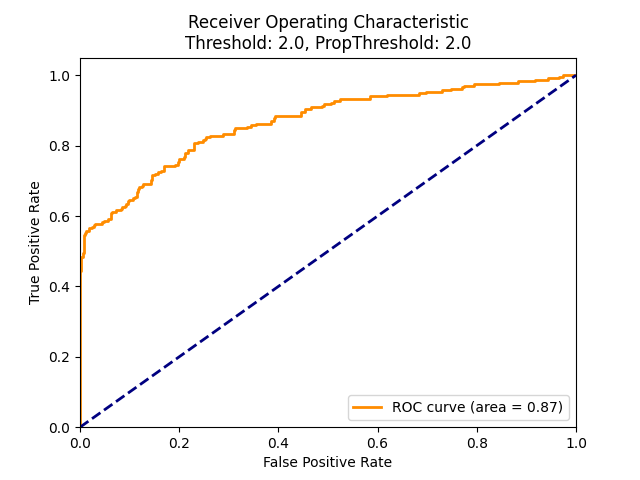 Receiver Operating Characteristic
Threshold: 2.0, PropThreshold: 2.0
1.0
0.8
0.6
0.4
0.2
0.0
True Positive Rate
ROC curve (area = 0.87)
0.0 0.2 0.4 0.6 0.8 1.0
False Positive Rate